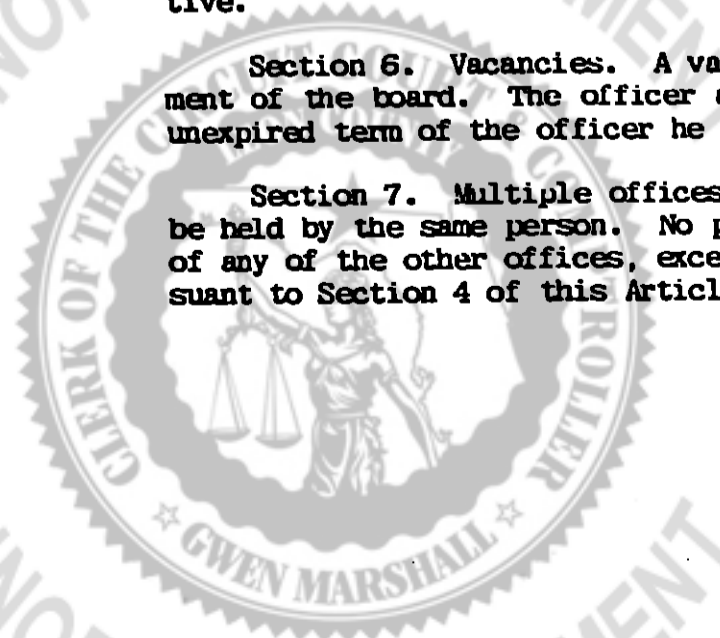 tive.
Section 6. Vacancies. A va
ment of the board. The officer
unexpired term of the officer he
Section 7. Multiple offices
be held by the same person. No p
of any of the other offices, exce
suant to Section 4 of this Articl
CLERK OF THE CIRCUIT COURT &
GWEN MARSHALL